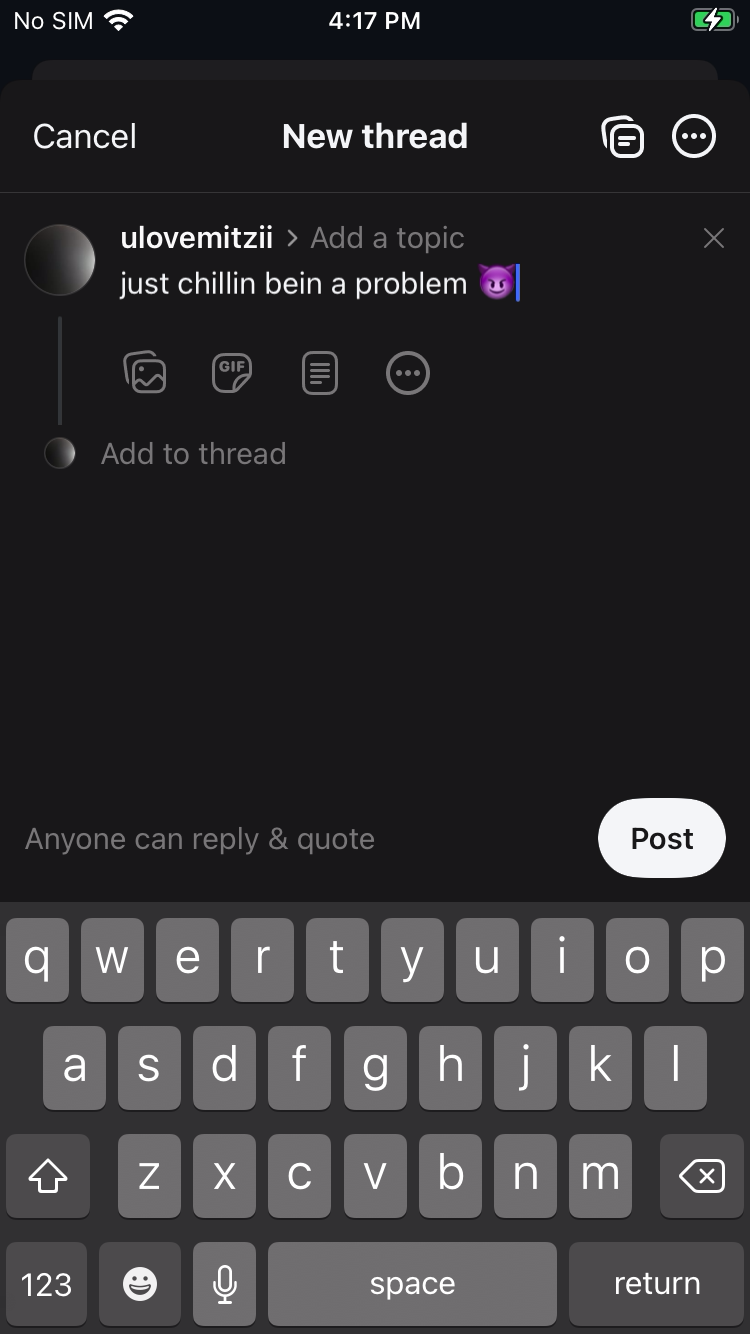 No SIM 4:17 PM
Cancel New thread
ulovemitzii > Add a topic
just chillin bein a problem 😈
GIF
Add to thread
Anyone can reply & quote Post
q w e r t y u i o p
a s d f g h j k l
z x c v b n m
123 space return